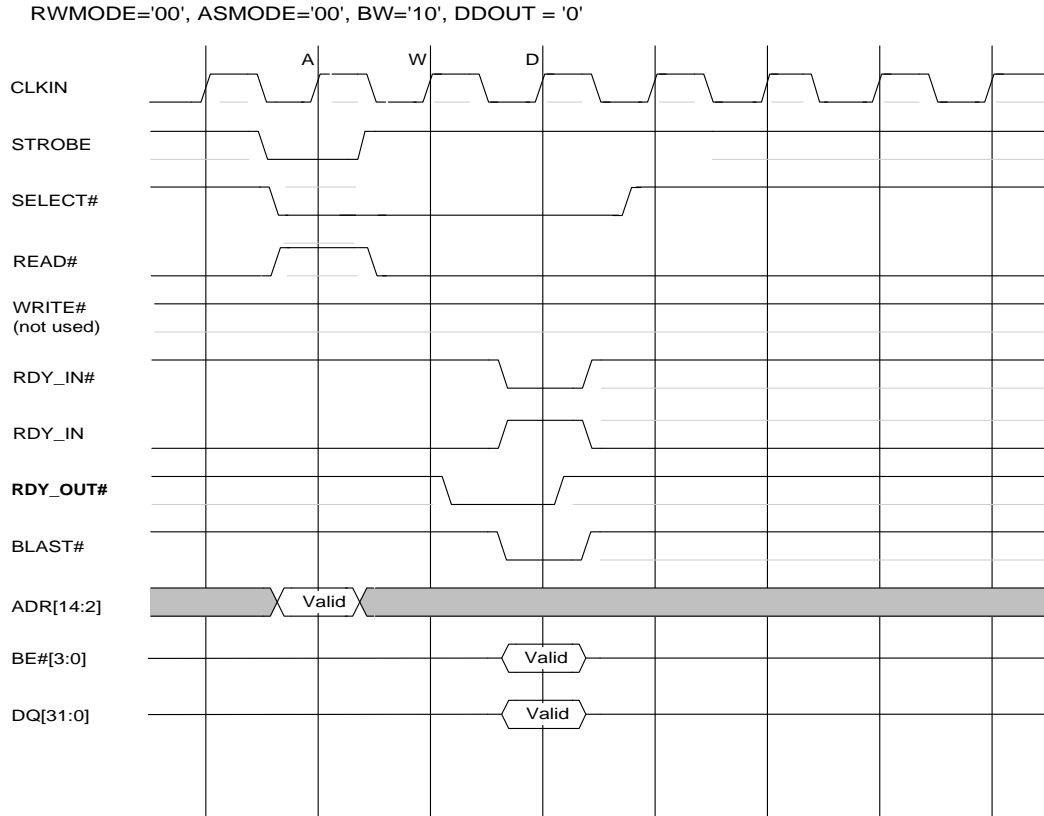 RWMODE='00', ASMODE='00', BW='10', DDOUT = '0'
A W D
CLKIN
STROBE
SELECT#
READ#
WRITE#
(not used)
RDY_IN#
RDY_IN
RDY_OUT#
BLAST#
ADR[14:2] Valid
BE#[3:0] Valid
DQ[31:0] Valid